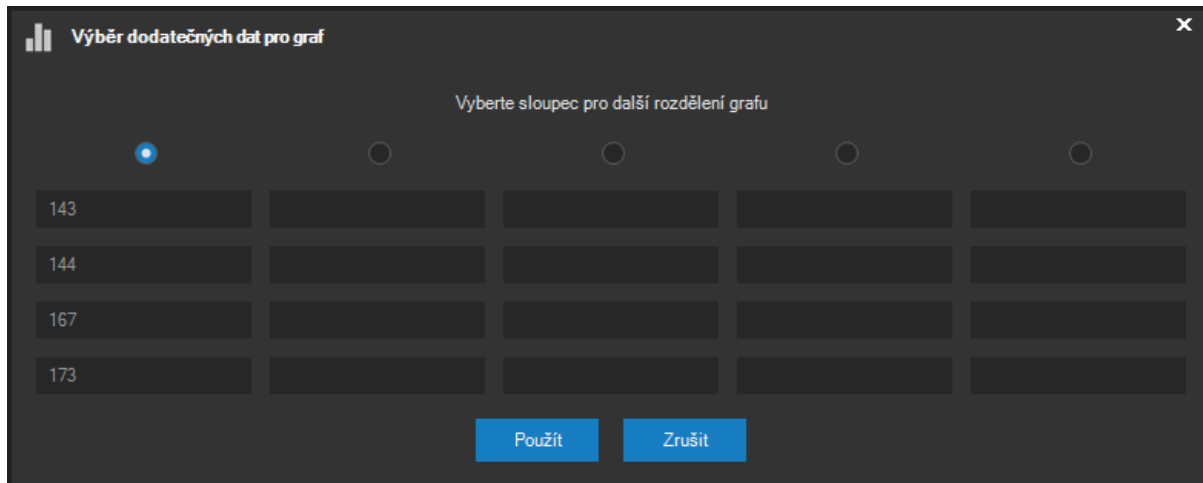 Výběr dodatečných dat pro graf
x
Vyberte sloupec pro další rozdělení grafu
143
144
167
173
Použít Zrušit